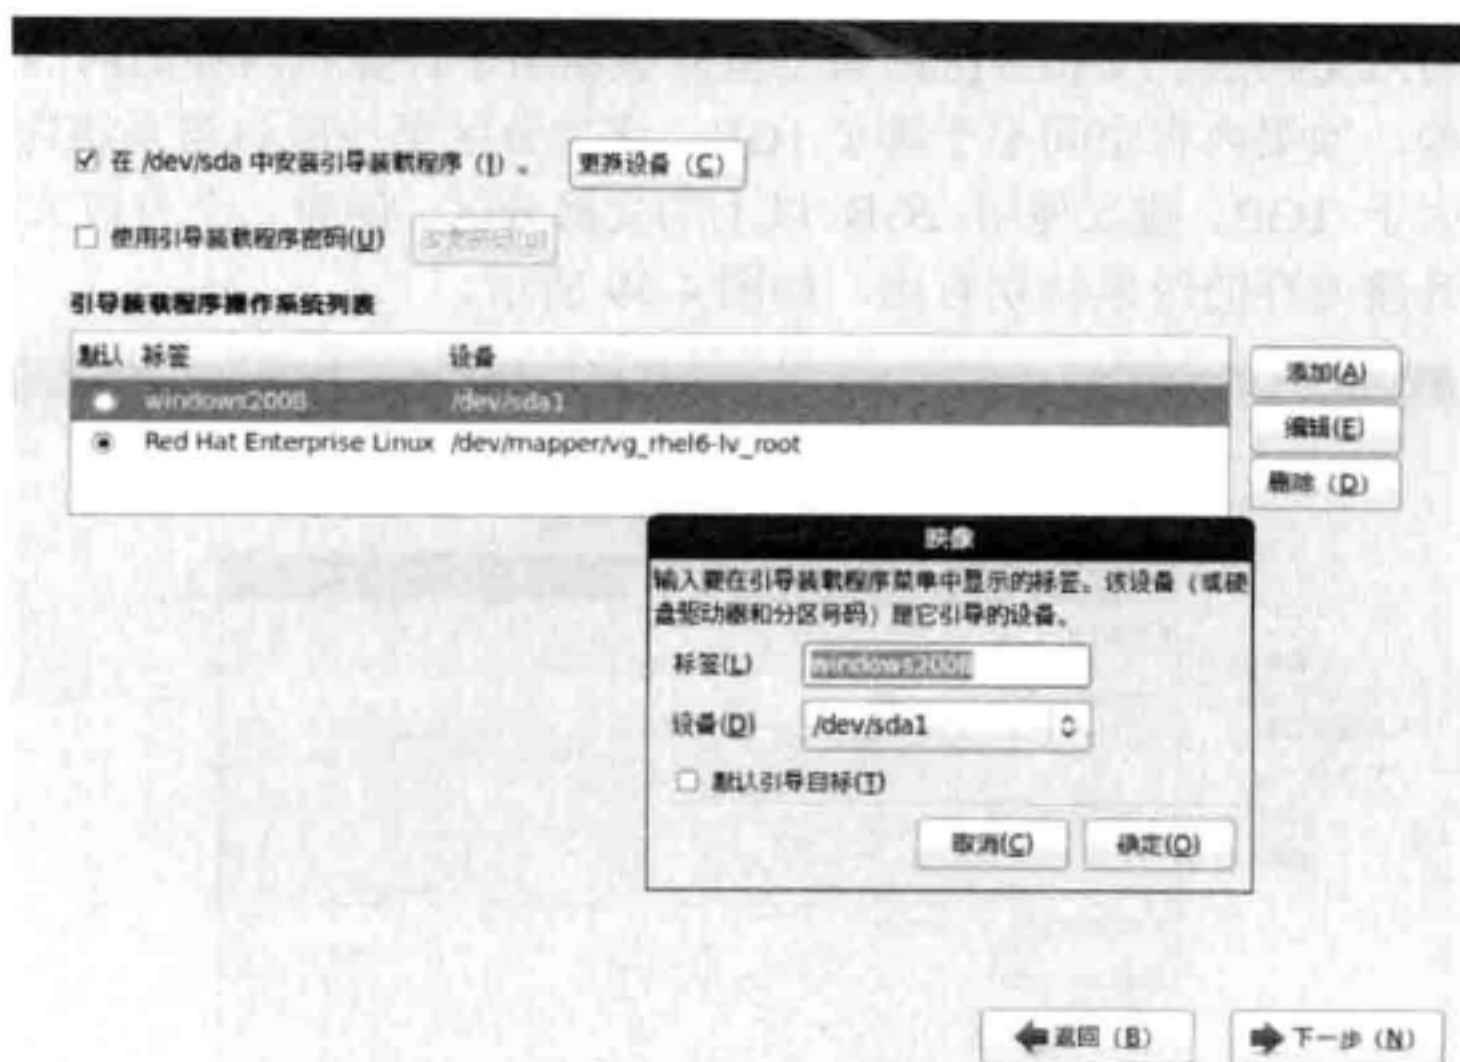 在 /dev/sda 中安装引导装载程序（I）。 更换设备（C）
使用引导装载程序密码(U)
引导装载程序操作系统列表
默认 标签 设备
windows2008 /dev/sda1
Red Hat Enterprise Linux /dev/mapper/vg_rhel6-lv_root
添加(A)
编辑(E)
删除（D）
映像
输入要在引导装载程序菜单中显示的标签。该设备（或硬
盘驱动器和分区号码）是它引导的设备。
标签(L) windows2008
设备(D) /dev/sda1
默认引导目标(T)
取消(C) 确定(O)
返回（B） 下一步（N）